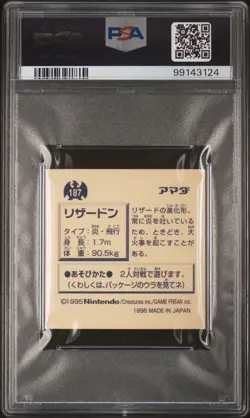 PSA
99143124
187
アマダ
リザードン
タイプ：炎・飛行
身　長：1.7m
体　重：90.5kg
リザードの進化形。
常に炎を吐いている
ため、ときどき、大
火事を起こすことが
ある。
●あそびかた●
2人対戦で遊びます。
（くわしくは、パッケージのウラを見てネ）
©1995 Nintendo/Creatures inc./GAME FREAK inc.
1996 MADE IN JAPAN